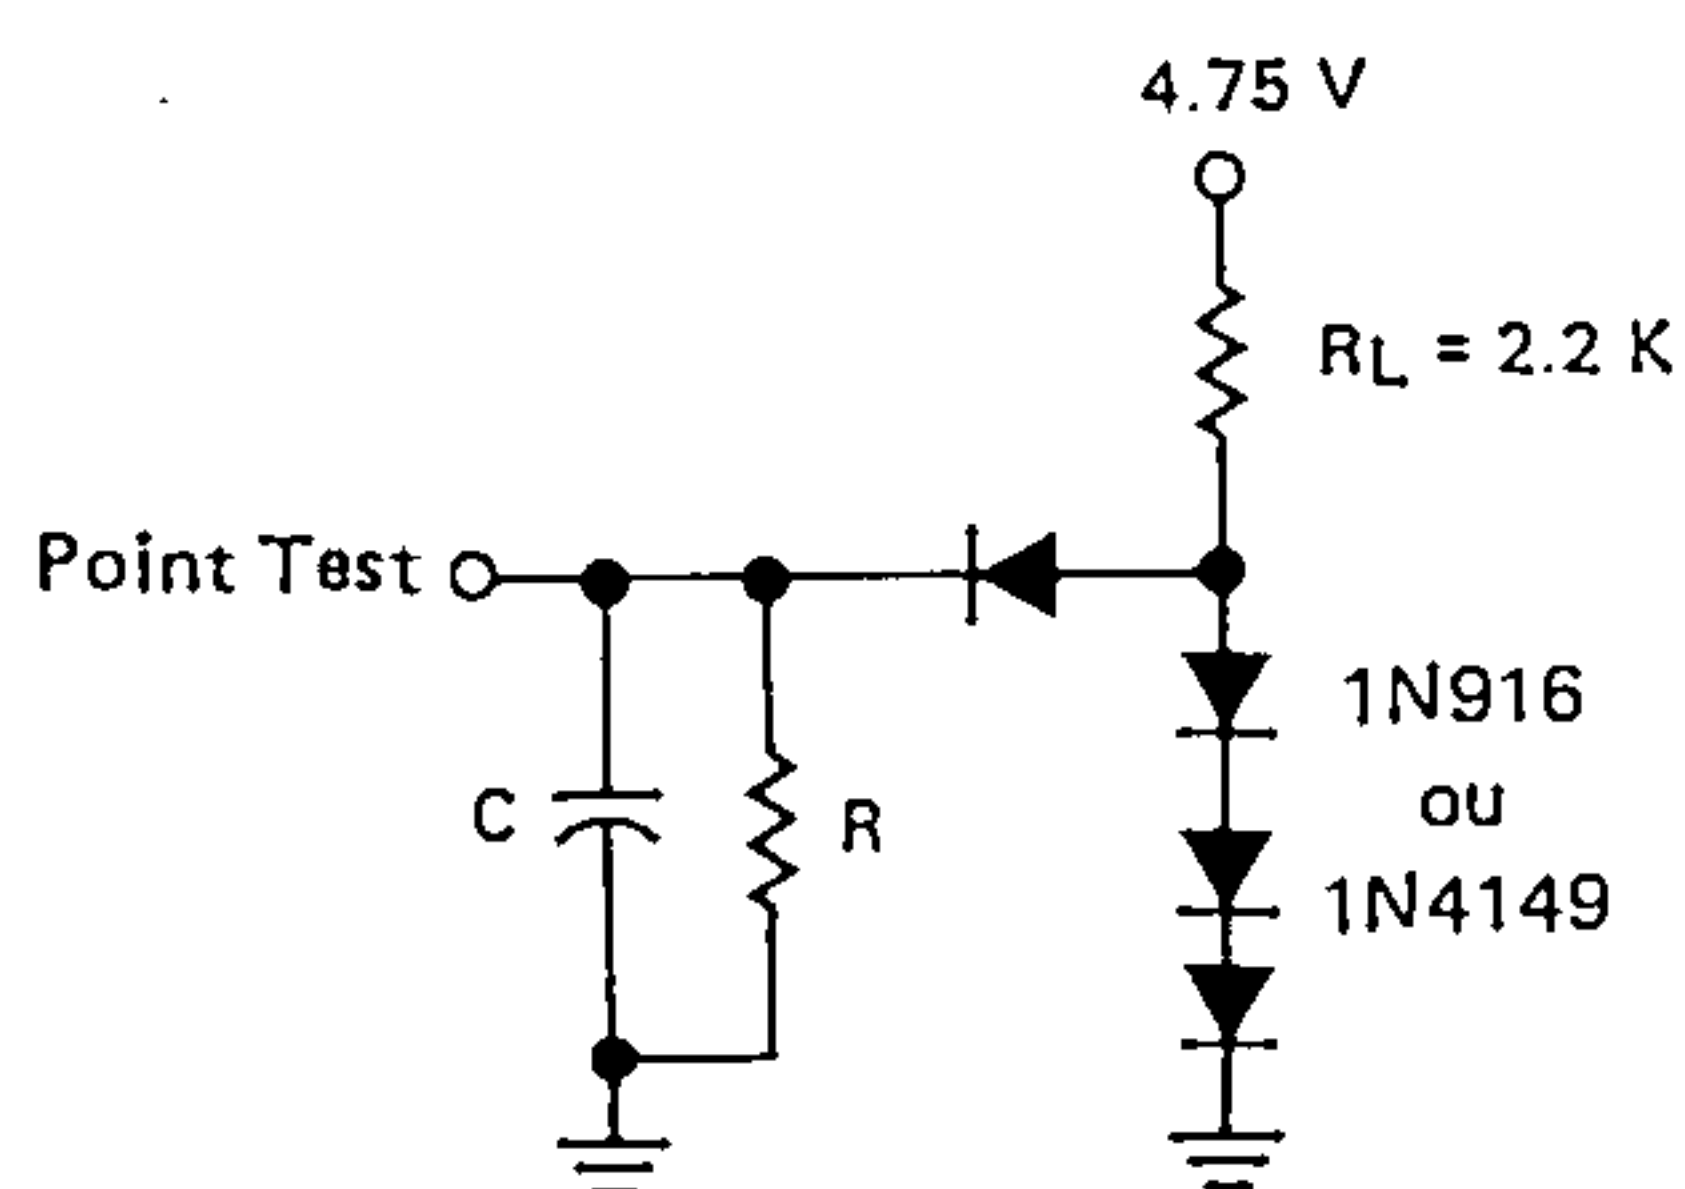 4.75 V
RL = 2.2 K
Point Test
1N916
ou
1N4149
C
R